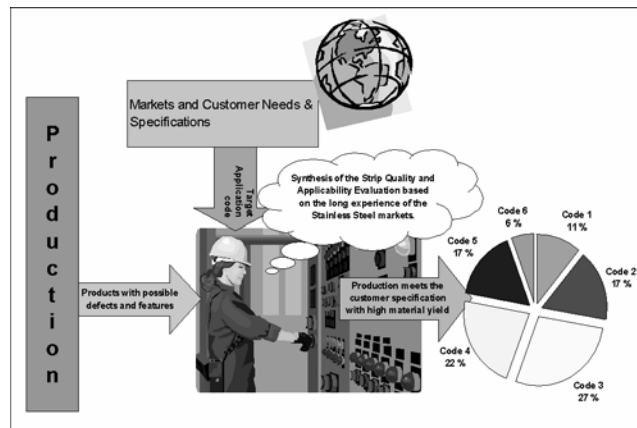 Markets and Customer Needs &
Specifications
Production
Target
Application
code
Synthesis of the Strip Quality and
Applicability Evaluation based
on the long experience of the
Stainless Steel markets.
Products with possible
defects and features
Production meets the
customer specification
with high material yield
Code 6
6 %
Code 1
11 %
Code 5
17 %
Code 2
17 %
Code 4
22 %
Code 3
27 %